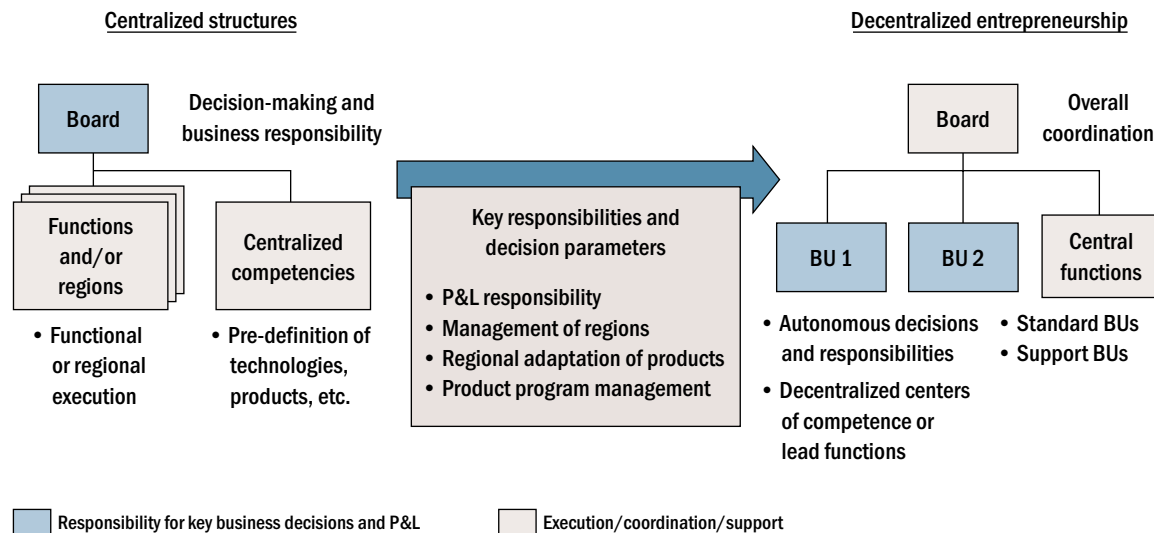 Centralized structures
Decentralized entrepreneurship
Board
Decision-making and
business responsibility
Functions
and/or
regions
Centralized
competencies
• Functional
or regional
execution
• Pre-definition of
technologies,
products, etc.
Key responsibilities and
decision parameters
• P&L responsibility
• Management of regions
• Regional adaptation of products
• Product program management
Board
Overall
coordination
BU 1
BU 2
Central
functions
• Autonomous decisions
and responsibilities
• Decentralized centers
of competence or
lead functions
• Standard BUs
• Support BUs
Responsibility for key business decisions and P&L
Execution/coordination/support